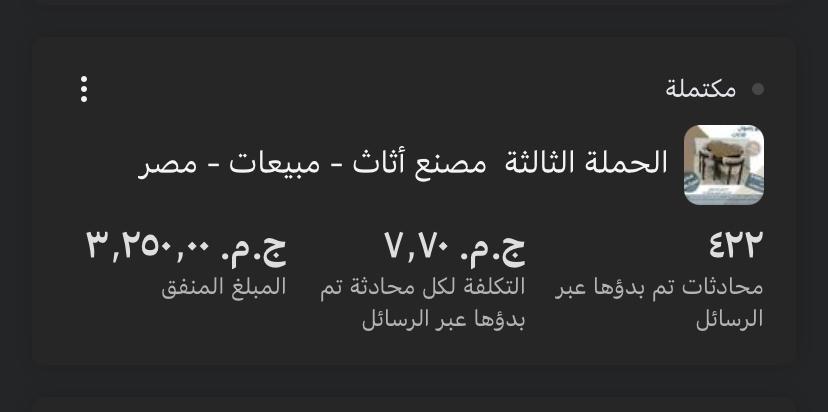 مكتملة
الحملة الثالثة مصنع أثاث - مبيعات - مصر
٤٢٢
محادثات تم بدؤها عبر
الرسائل
ج.م. ٧,٧٠
التكلفة لكل محادثة تم
بدؤها عبر الرسائل
ج.م. ٣,٢٥٠,٠٠
المبلغ المنفق